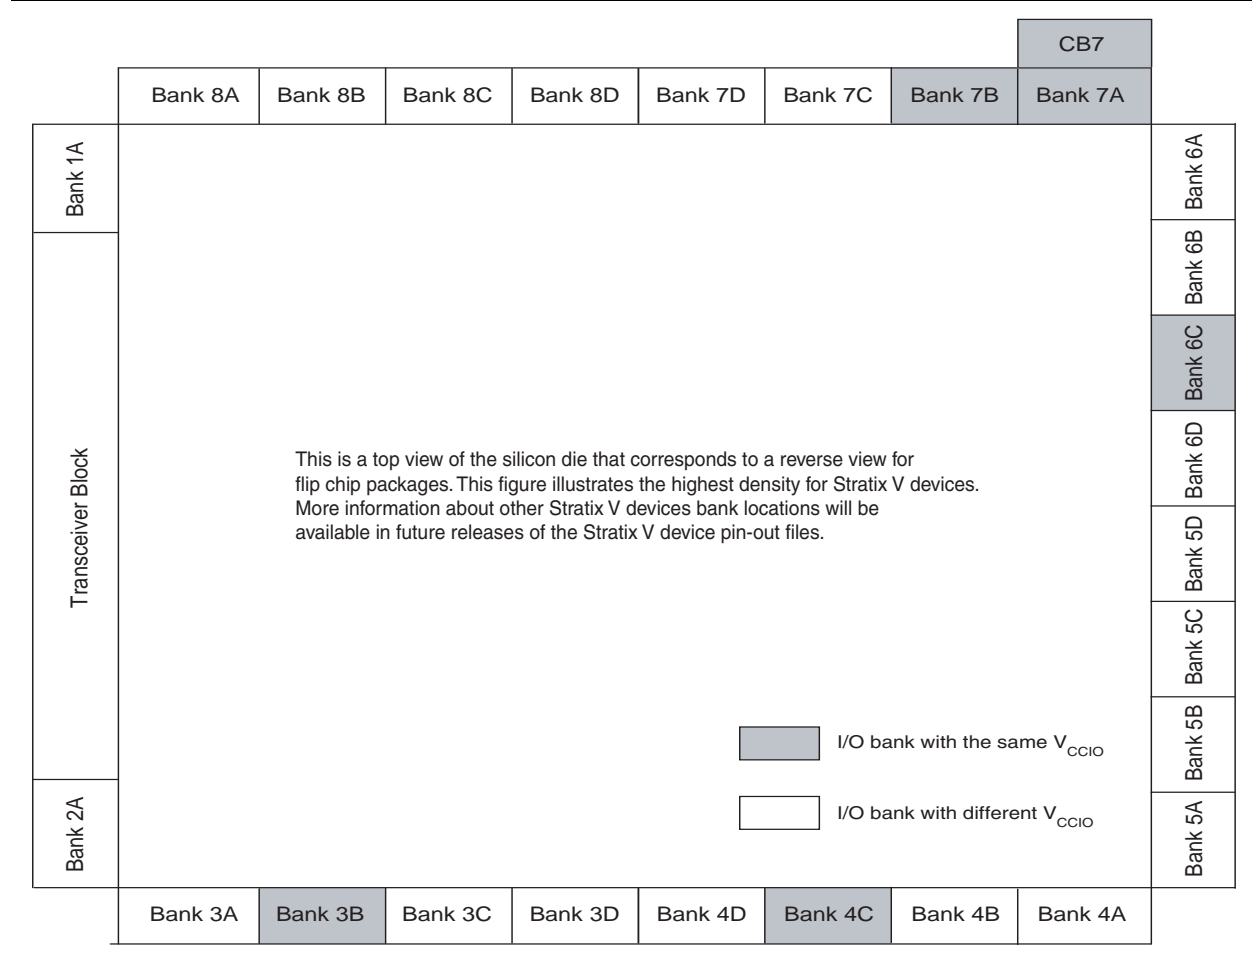 CB7
Bank 8A
Bank 8B
Bank 8C
Bank 8D
Bank 7D
Bank 7C
Bank 7B
Bank 7A
Bank 1A
Transceiver Block
Bank 2A
Bank 6A
Bank 6B
Bank 6C
Bank 6D
Bank 5D
Bank 5C
Bank 5B
Bank 5A
This is a top view of the silicon die that corresponds to a reverse view for
flip chip packages. This figure illustrates the highest density for Stratix V devices.
More information about other Stratix V devices bank locations will be
available in future releases of the Stratix V device pin-out files.
I/O bank with the same VCCIO
I/O bank with different VCCIO
Bank 3A
Bank 3B
Bank 3C
Bank 3D
Bank 4D
Bank 4C
Bank 4B
Bank 4A